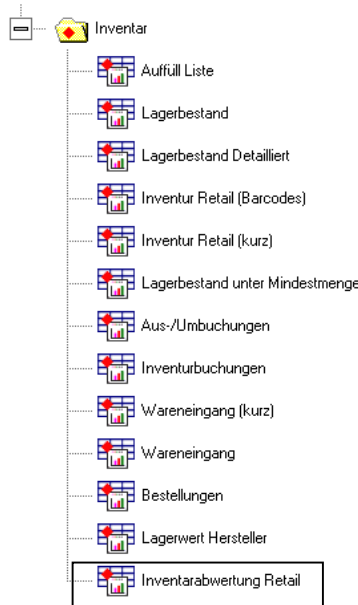 Inventar
Auffüll Liste
Lagerbestand
Lagerbestand Detailliert
Inventur Retail (Barcodes)
Inventur Retail (kurz)
Lagerbestand unter Mindestmenge
Aus-/Umbuchungen
Inventurbuchungen
Wareneingang (kurz)
Wareneingang
Bestellungen
Lagerwert Hersteller
Inventarabwertung Retail